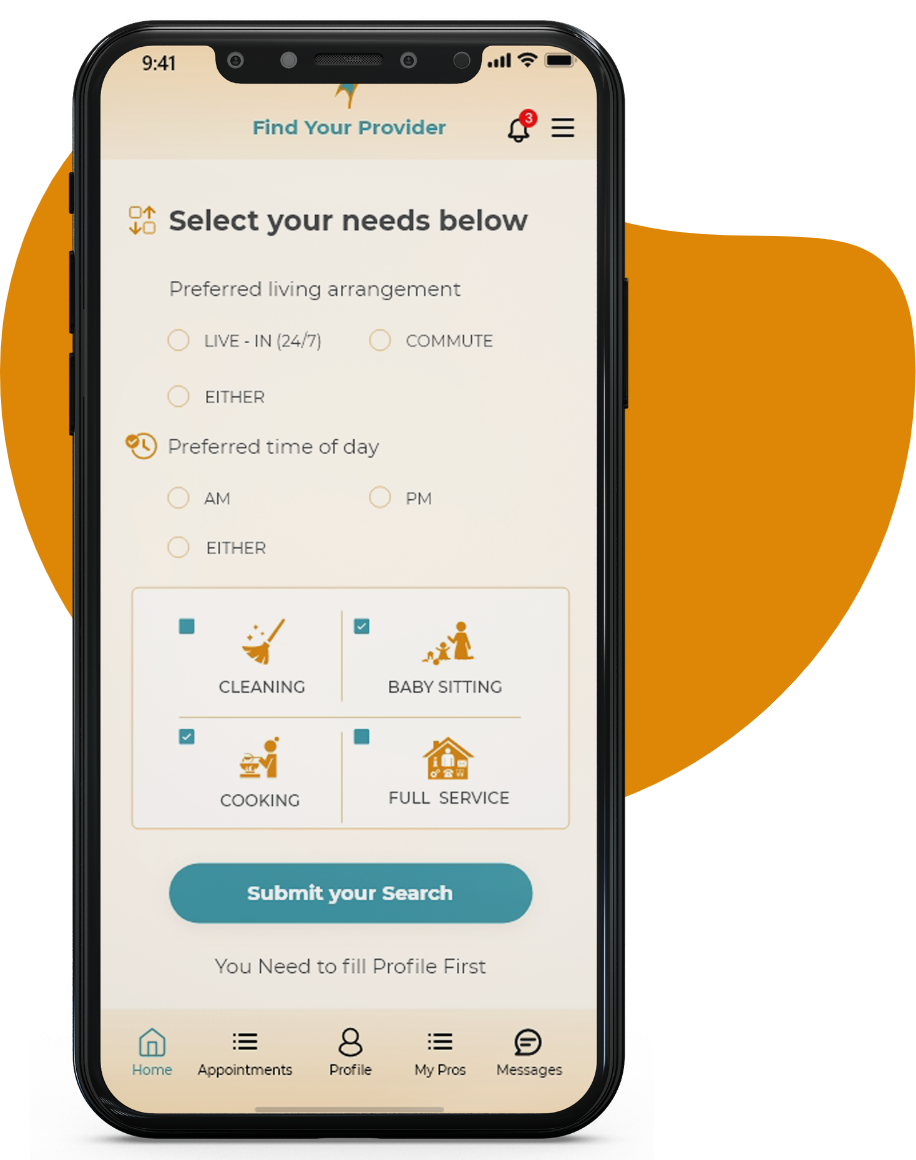 9:41
Find Your Provider
3
Select your needs below
Preferred living arrangement
LIVE - IN (24/7) COMMUTE
EITHER
Preferred time of day
AM PM
EITHER
CLEANING BABY SITTING
COOKING FULL SERVICE
Submit your Search
You Need to fill Profile First
Home Appointments Profile My Pros Messages